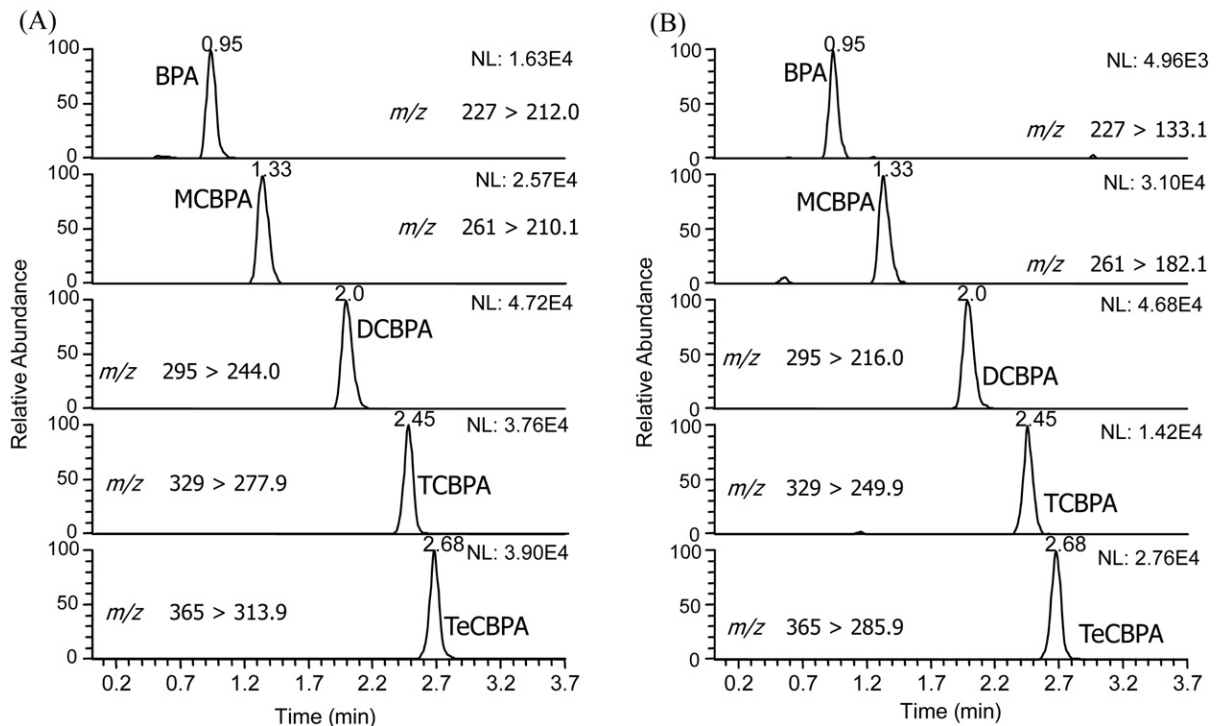 (A)
Relative Abundance
100
50
0
0.95
BPA
NL: 1.63E4
m/z 227 > 212.0
100
50
0
1.33
MCBPA
NL: 2.57E4
m/z 261 > 210.1
100
50
0
2.0
DCBPA
NL: 4.72E4
m/z 295 > 244.0
100
50
0
2.45
TCBPA
NL: 3.76E4
m/z 329 > 277.9
100
50
0
2.68
TeCBPA
NL: 3.90E4
m/z 365 > 313.9
0.2 0.7 1.2 1.7 2.2 2.7 3.2 3.7
Time (min)
(B)
Relative Abundance
100
50
0
0.95
BPA
NL: 4.96E3
m/z 227 > 133.1
100
50
0
1.33
MCBPA
NL: 3.10E4
m/z 261 > 182.1
100
50
0
2.0
DCBPA
NL: 4.68E4
m/z 295 > 216.0
100
50
0
2.45
TCBPA
NL: 1.42E4
m/z 329 > 249.9
100
50
0
2.68
TeCBPA
NL: 2.76E4
m/z 365 > 285.9
0.2 0.7 1.2 1.7 2.2 2.7 3.2 3.7
Time (min)